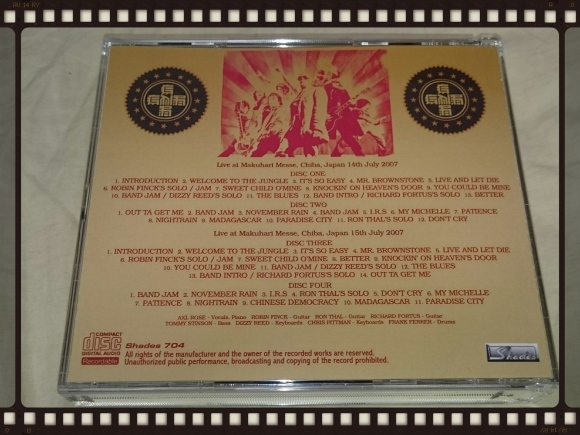 Live at Makuhari Messe, Chiba, Japan 14th July 2007
DISC ONE
1. INTRODUCTION 2. WELCOME TO THE JUNGLE 3. IT'S SO EASY 4. MR. BROWNSTONE 5. LIVE AND LET DIE
6. ROBIN FINCK'S SOLO / JAM 7. SWEET CHILD O'MINE 8. KNOCKIN' ON HEAVEN'S DOOR 9. YOU COULD BE MINE
10. BAND JAM / DIZZY REED'S SOLO 11. THE BLUES 12. BAND INTRO / RICHARD FORTUS'S SOLO 13. BETTER
DISC TWO
1. OUT TA GET ME 2. BAND JAM 3. NOVEMBER RAIN 4. BAND JAM 5. I.R.S 6. MY MICHELLE 7. PATIENCE
8. NIGHTRAIN 9. MADAGASCAR 10. PARADISE CITY 11. RON THAL'S SOLO 12. DON'T CRY
Live at Makuhari Messe, Chiba, Japan 15th July 2007
DISC THREE
1. INTRODUCTION 2. WELCOME TO THE JUNGLE 3. IT'S SO EASY 4. MR. BROWNSTONE 5. LIVE AND LET DIE
6. ROBIN FINCK'S SOLO / JAM 7. SWEET CHILD O'MINE 8. BETTER 9. KNOCKIN' ON HEAVEN'S DOOR
10. YOU COULD BE MINE 11. BAND JAM / DIZZY REED'S SOLO 12. THE BLUES
13. BAND INTRO / RICHARD FORTUS'S SOLO 14. OUT TA GET ME
DISC FOUR
1. BAND JAM 2. NOVEMBER RAIN 3. I.R.S 4. RON THAL'S SOLO 5. DON'T CRY 6. MY MICHELLE
7. PATIENCE 8. NIGHTRAIN 9. CHINESE DEMOCRACY 10. MADAGASCAR 11. PARADISE CITY
AXL ROSE - Vocals, Piano ROBIN FINCK - Guitar RON THAL - Guitar RICHARD FORTUS - Guitar
TOMMY STINSON - Bass DIZZY REED - Keyboards CHRIS PITTMAN - Keyboards FRANK FERRER - Drums
COMPACT
disc
DIGITAL AUDIO
Recordable
Shades 704
All rights of the manufacturer and the owner of the recorded works are reserved.
Unauthorized public performance, broadcasting and copying of the record prohibited.
Shades